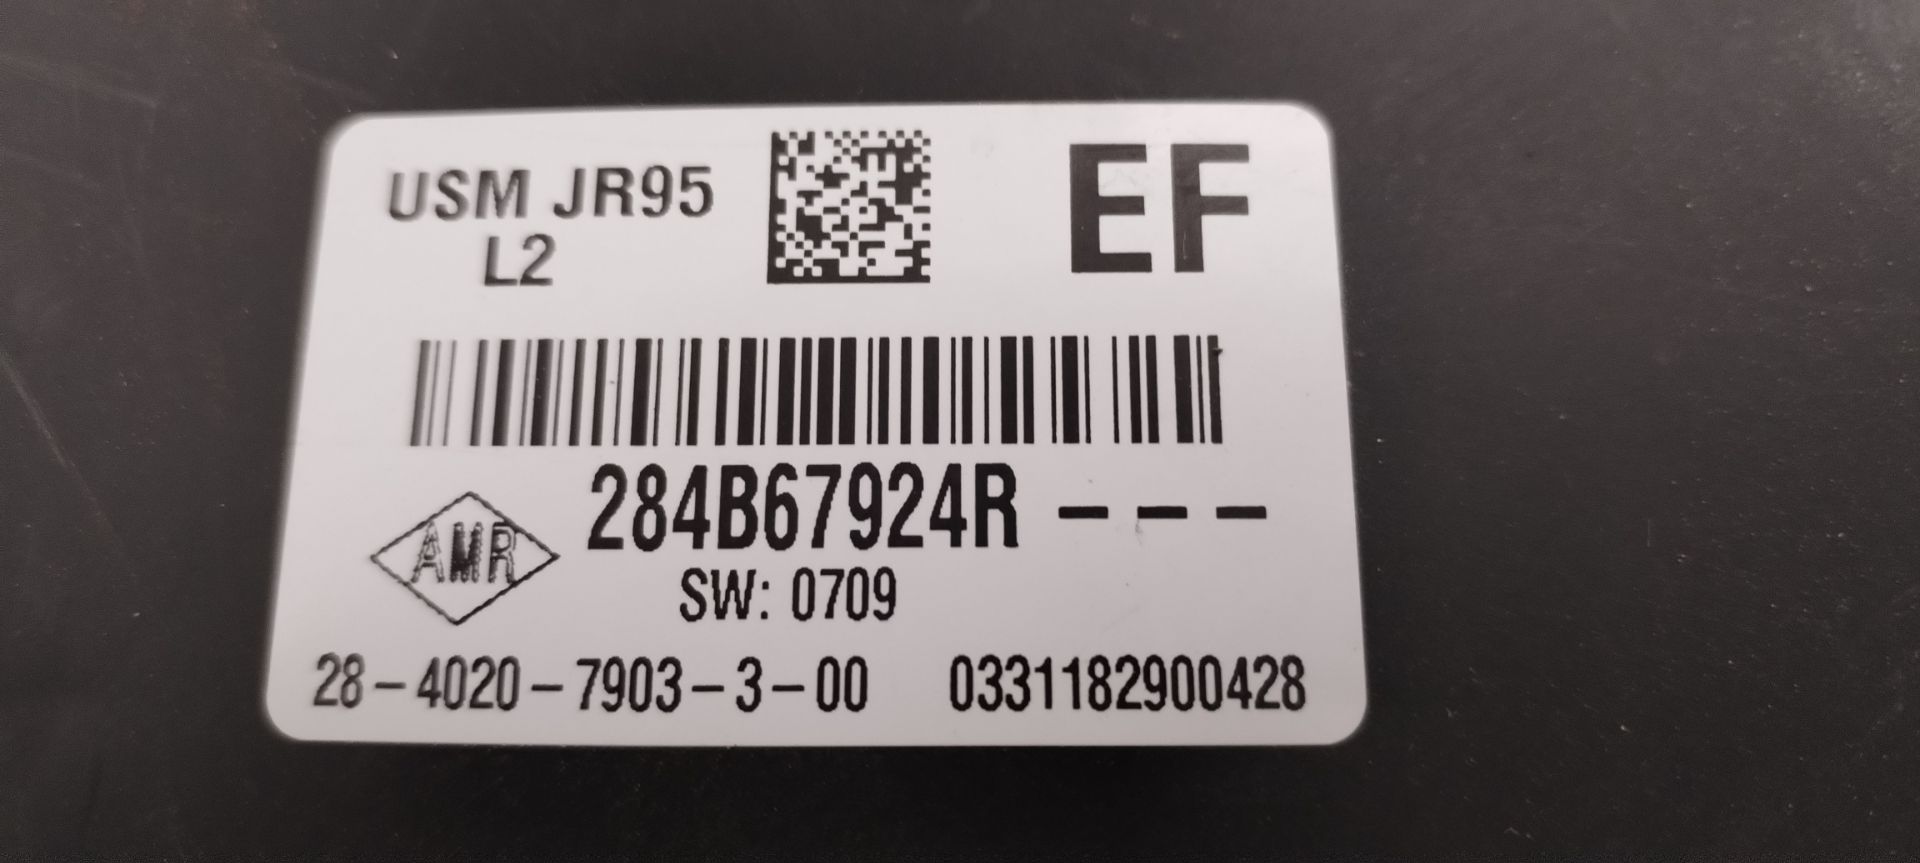 USM JR95
L2
EF
284B67924R - - -
AMR
SW: 0709
28-4020-7903-3-00 0331182900428